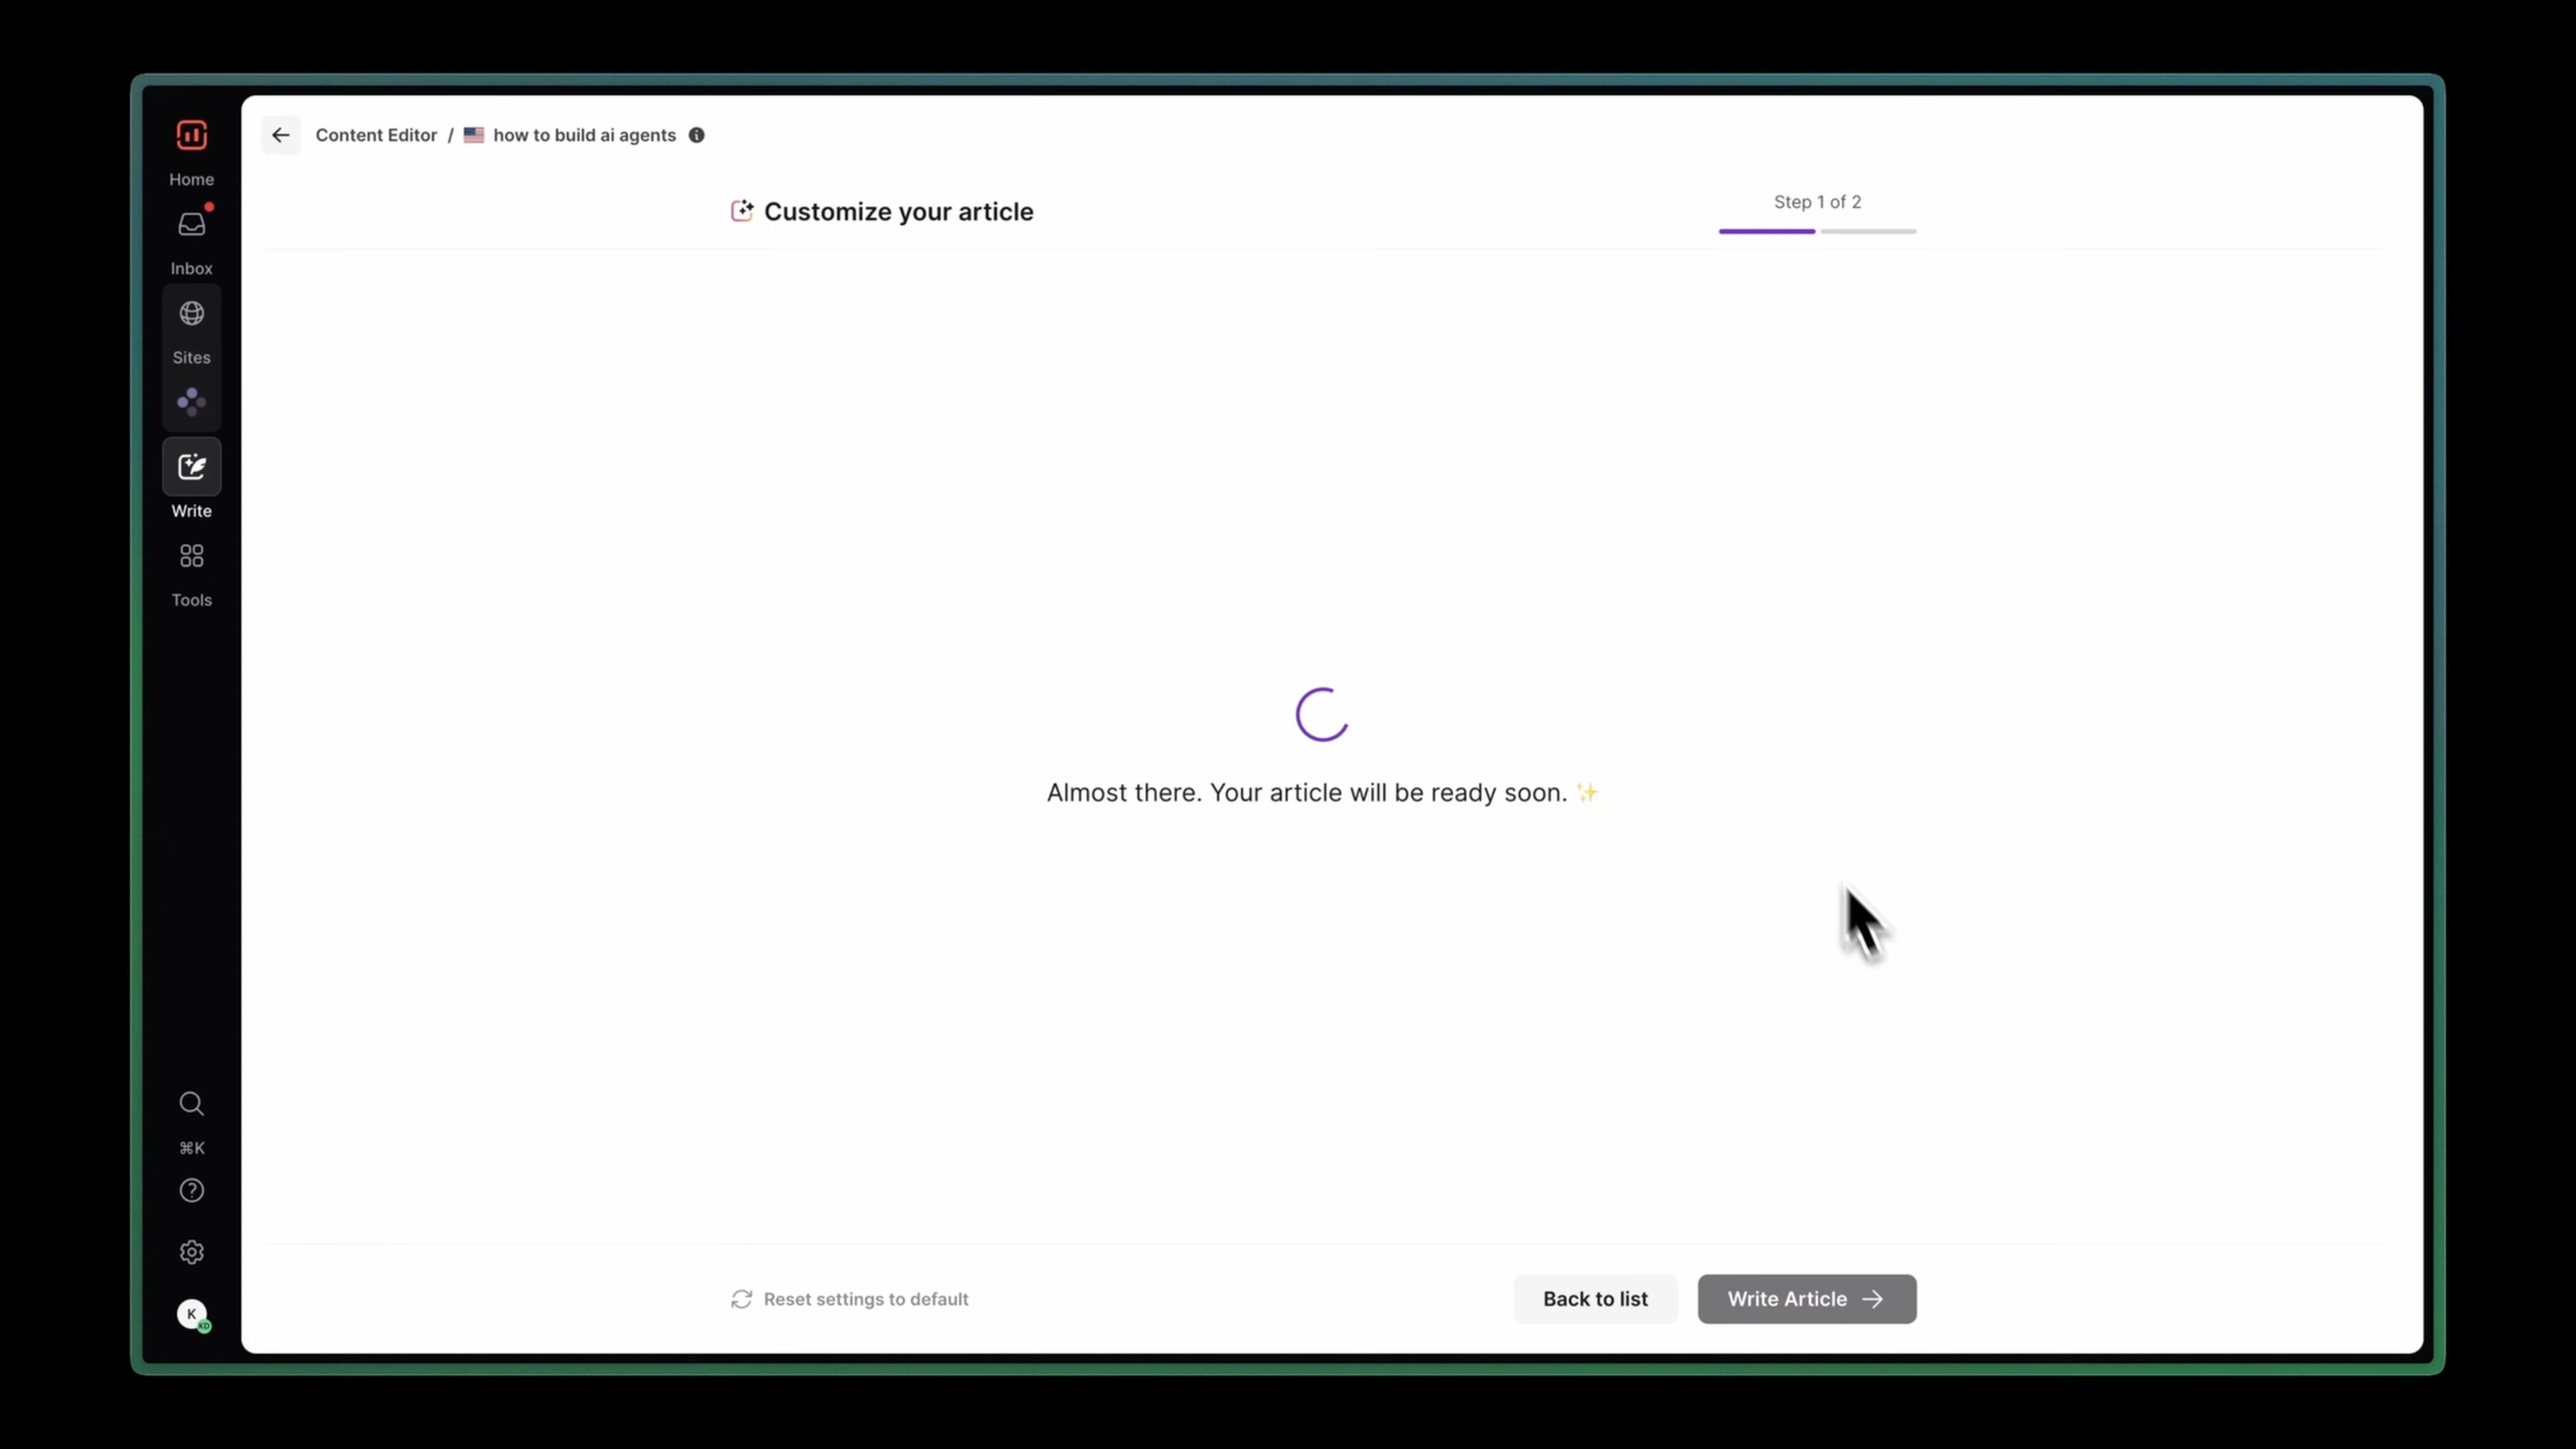 Content Editor / how to build ai agents
Home
Customize your article
Step 1 of 2
Inbox
Sites
Write
Tools
Almost there. Your article will be ready soon. ✨
⌘K
K
KD
Reset settings to default
Back to list
Write Article